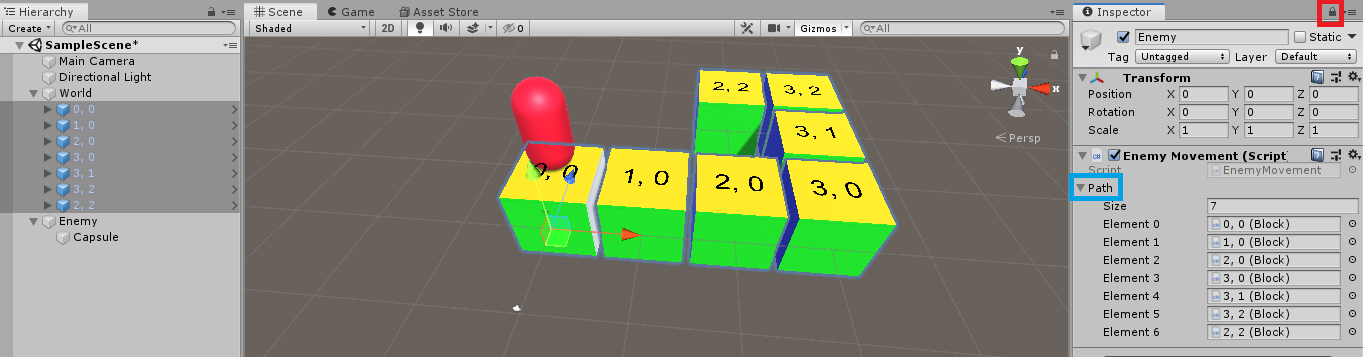 Hierarchy
Create
All
SampleScene*
Main Camera
Directional Light
World
0, 0
1, 0
2, 0
3, 0
3, 1
3, 2
2, 2
Enemy
Capsule
Scene Game Asset Store
Shaded 2D 0 Gizmos All
y
x
Persp
2, 2 3, 2
3, 1
0, 0 1, 0 2, 0 3, 0
Inspector
Enemy Static
Tag Untagged Layer Default
Transform
Position X 0 Y 0 Z 0
Rotation X 0 Y 0 Z 0
Scale X 1 Y 1 Z 1
Enemy Movement (Script)
Script EnemyMovement
Path
Size 7
Element 0 0, 0 (Block)
Element 1 1, 0 (Block)
Element 2 2, 0 (Block)
Element 3 3, 0 (Block)
Element 4 3, 1 (Block)
Element 5 3, 2 (Block)
Element 6 2, 2 (Block)